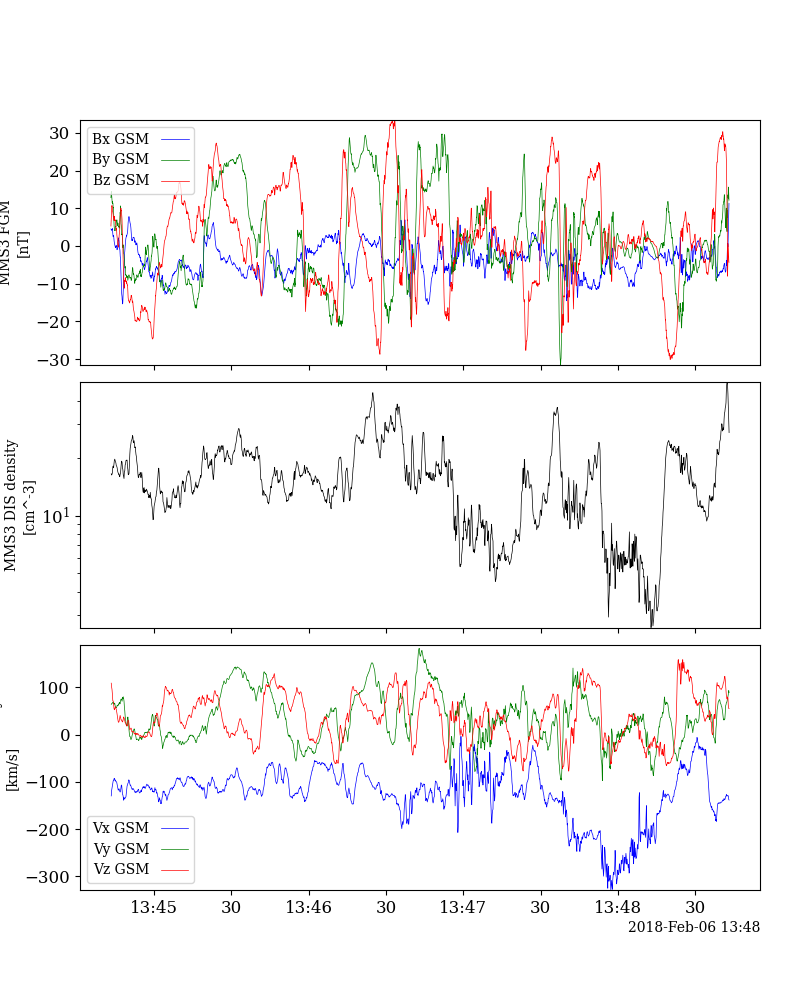 Bx GSM
By GSM
Bz GSM
30
20
10
0
−10
−20
−30
MMS3 FGM
[nT]
10^1
MMS3 DIS density
[cm^-3]
100
0
−100
−200
−300
[km/s]
Vx GSM
Vy GSM
Vz GSM
13:45 30 13:46 30 13:47 30 13:48 30
2018-Feb-06 13:48